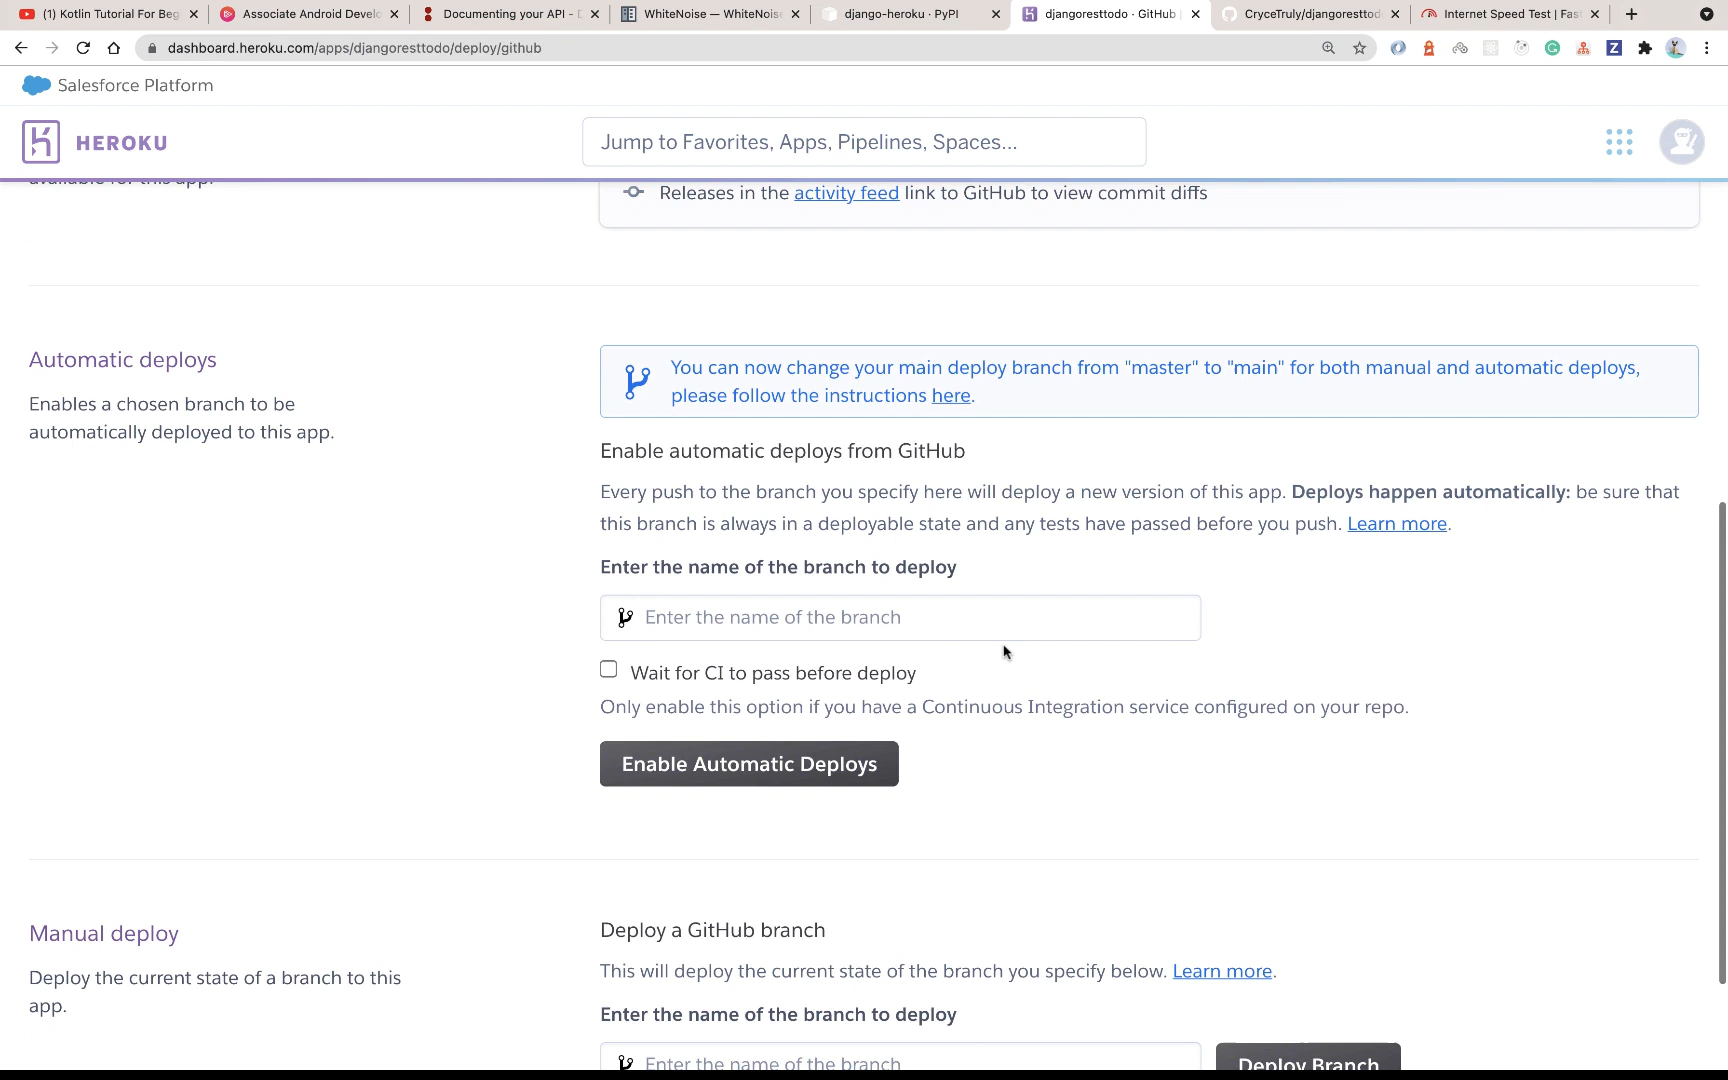 (1) Kotlin Tutorial For Beg
Associate Android Develo
Documenting your API - D
WhiteNoise — WhiteNoise
django-heroku · PyPI
djangoresttodo · GitHub
CryceTruly/djangoresttodo
Internet Speed Test | Fast
dashboard.heroku.com/apps/djangoresttodo/deploy/github
Salesforce Platform
HEROKU
Jump to Favorites, Apps, Pipelines, Spaces...
available for this app.
Releases in the activity feed link to GitHub to view commit diffs
Automatic deploys
Enables a chosen branch to be
automatically deployed to this app.
You can now change your main deploy branch from "master" to "main" for both manual and automatic deploys,
please follow the instructions here.
Enable automatic deploys from GitHub
Every push to the branch you specify here will deploy a new version of this app. Deploys happen automatically: be sure that
this branch is always in a deployable state and any tests have passed before you push. Learn more.
Enter the name of the branch to deploy
Enter the name of the branch
Wait for CI to pass before deploy
Only enable this option if you have a Continuous Integration service configured on your repo.
Enable Automatic Deploys
Manual deploy
Deploy the current state of a branch to this
app.
Deploy a GitHub branch
This will deploy the current state of the branch you specify below. Learn more.
Enter the name of the branch to deploy
Enter the name of the branch
Deploy Branch